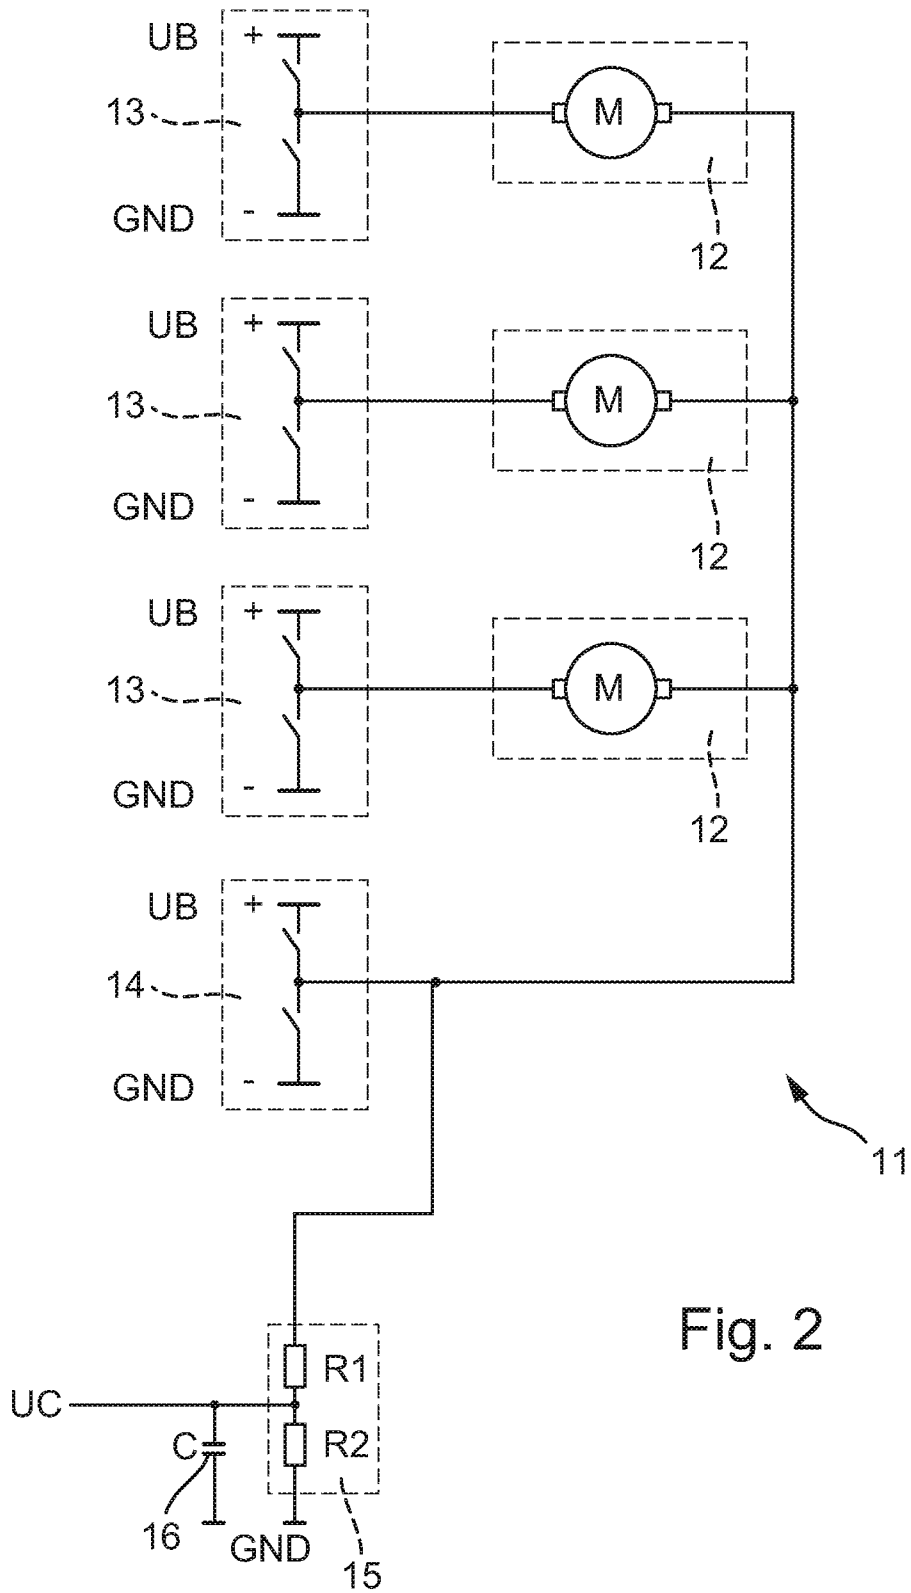 UB +
M
13
GND -
12
UB +
M
13
GND -
12
UB +
M
13
GND -
12
UB +
14
GND -
11
Fig. 2
R1
UC
C R2
16
GND
15